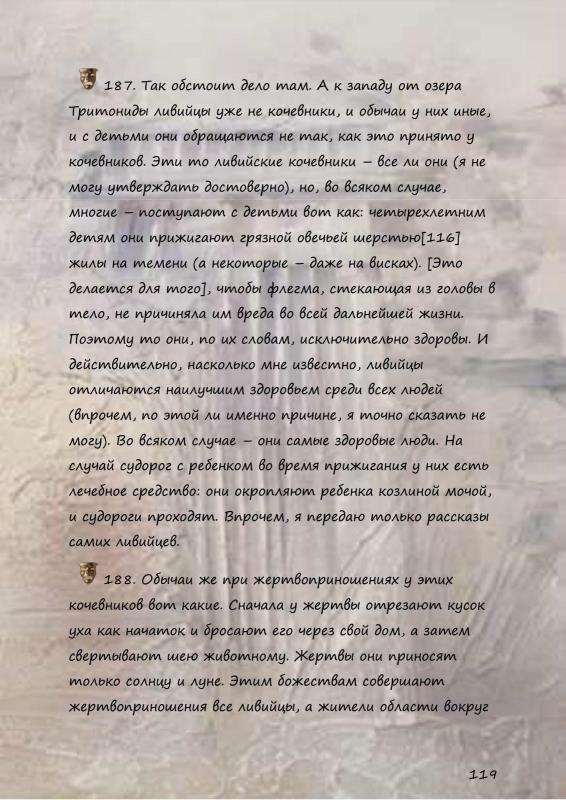 187. Так обстоит дело там. А к западу от озера
Тритониды ливийцы уже не кочевники, и обычаи у них иные,
и с детьми они обращаются не так, как это принято у
кочевников. Эти то ливийские кочевники – все ли они (я не
могу утверждать достоверно), но, во всяком случае,
многие – поступают с детьми вот как: четырехлетним
детям они прижигают грязной овечьей шерстью[116]
жилы на темени (а некоторые – даже на висках). [Это
делается для того], чтобы флегма, стекающая из головы в
тело, не причиняла им вреда во всей дальнейшей жизни.
Поэтому то они, по их словам, исключительно здоровы. И
действительно, насколько мне известно, ливийцы
отличаются наилучшим здоровьем среди всех людей
(впрочем, по этой ли именно причине, я точно сказать не
могу). Во всяком случае – они самые здоровые люди. На
случай судорог с ребенком во время прижигания у них есть
лечебное средство: они окропляют ребенка козлиной мочой,
и судороги проходят. Впрочем, я передаю только рассказы
самих ливийцев.
188. Обычаи же при жертвоприношениях у этих
кочевников вот какие. Сначала у жертвы отрезают кусок
уха как начаток и бросают его через свой дом, а затем
свертывают шею животному. Жертвы они приносят
только солнцу и луне. Этим божествам совершают
жертвоприношения все ливийцы, а жители области вокруг
119